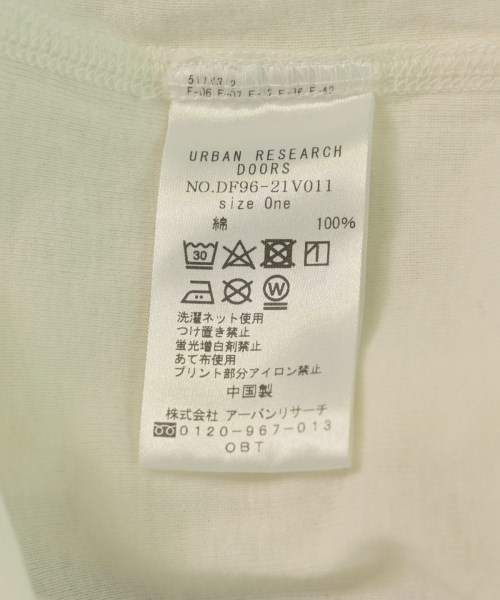 URBAN RESEARCH
DOORS
NO.DF96-21V011
size One
綿 100%
30
W
洗濯ネット使用
つけ置き禁止
蛍光増白剤禁止
あて布使用
プリント部分アイロン禁止
中国製
株式会社 アーバンリサーチ
0120-967-013
OBT